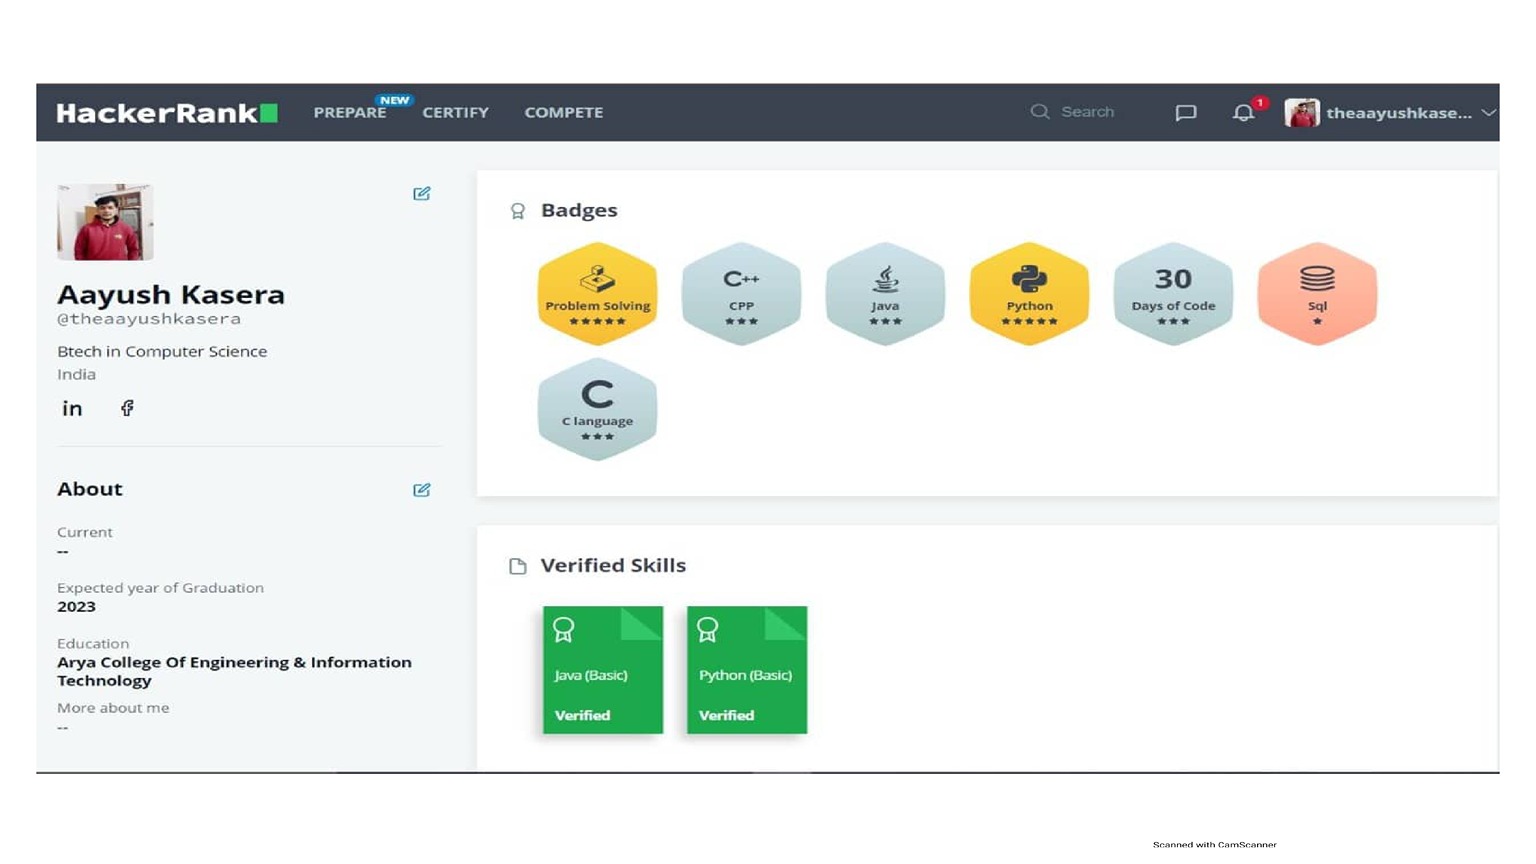 HackerRank
PREPARE NEW CERTIFY COMPETE
Search
1
theaayushkase...
Aayush Kasera
@theaayushkasera
Btech in Computer Science
India
in f
About
Current
--
Expected year of Graduation
2023
Education
Arya College Of Engineering & Information
Technology
More about me
--
Badges
Problem Solving
C++
CPP
Java
Python
30
Days of Code
Sql
C
C language
Verified Skills
Java (Basic)
Verified
Python (Basic)
Verified
Scanned with CamScanner